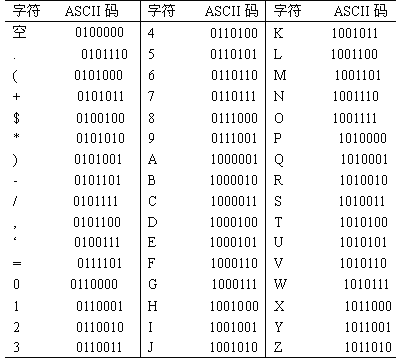 字符 ASCII 码 字符 ASCII 码 字符 ASCII 码
空 0100000 4 0110100 K 1001011
. 0101110 5 0110101 L 1001100
( 0101000 6 0110110 M 1001101
+ 0101011 7 0110111 N 1001110
$ 0100100 8 0111000 O 1001111
* 0101010 9 0111001 P 1010000
) 0101001 A 1000001 Q 1010001
- 0101101 B 1000010 R 1010010
/ 0101111 C 1000011 S 1010011
, 0101100 D 1000100 T 1010100
‘ 0100111 E 1000101 U 1010101
= 0111101 F 1000110 V 1010110
0 0110000 G 1000111 W 1010111
1 0110001 H 1001000 X 1011000
2 0110010 I 1001001 Y 1011001
3 0110011 J 1001010 Z 1011010